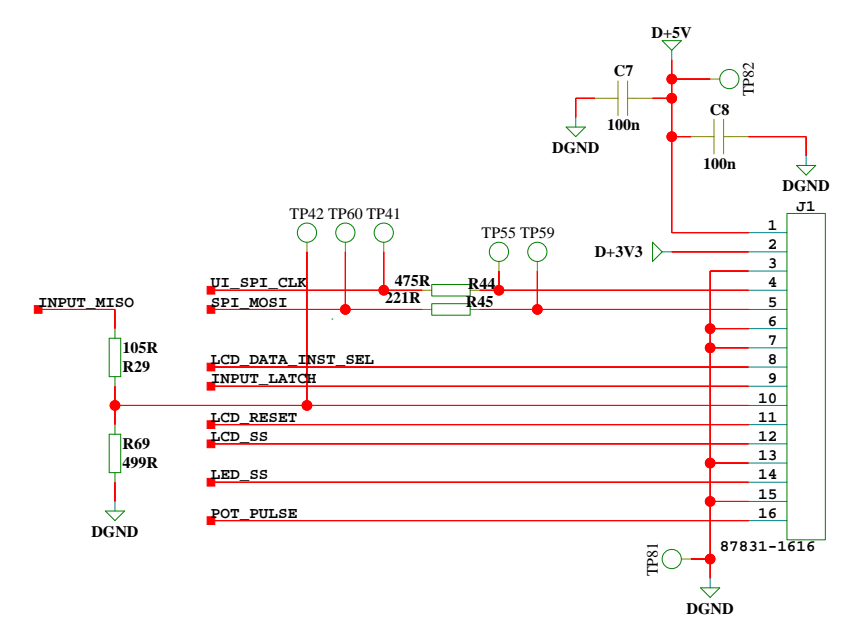 D+5V
TP82
C7
100n
DGND
C8
100n
DGND
J1
TP42 TP60 TP41
TP55 TP59
1
D+3V3
2
3
UI_SPI_CLK
475R
R44
4
INPUT_MISO
SPI_MOSI
221R
R45
5
6
105R
7
R29
LCD_DATA_INST_SEL
8
INPUT_LATCH
9
10
LCD_RESET
11
R69
LCD_SS
12
499R
13
LED_SS
14
15
DGND
POT_PULSE
16
87831-1616
TP81
DGND